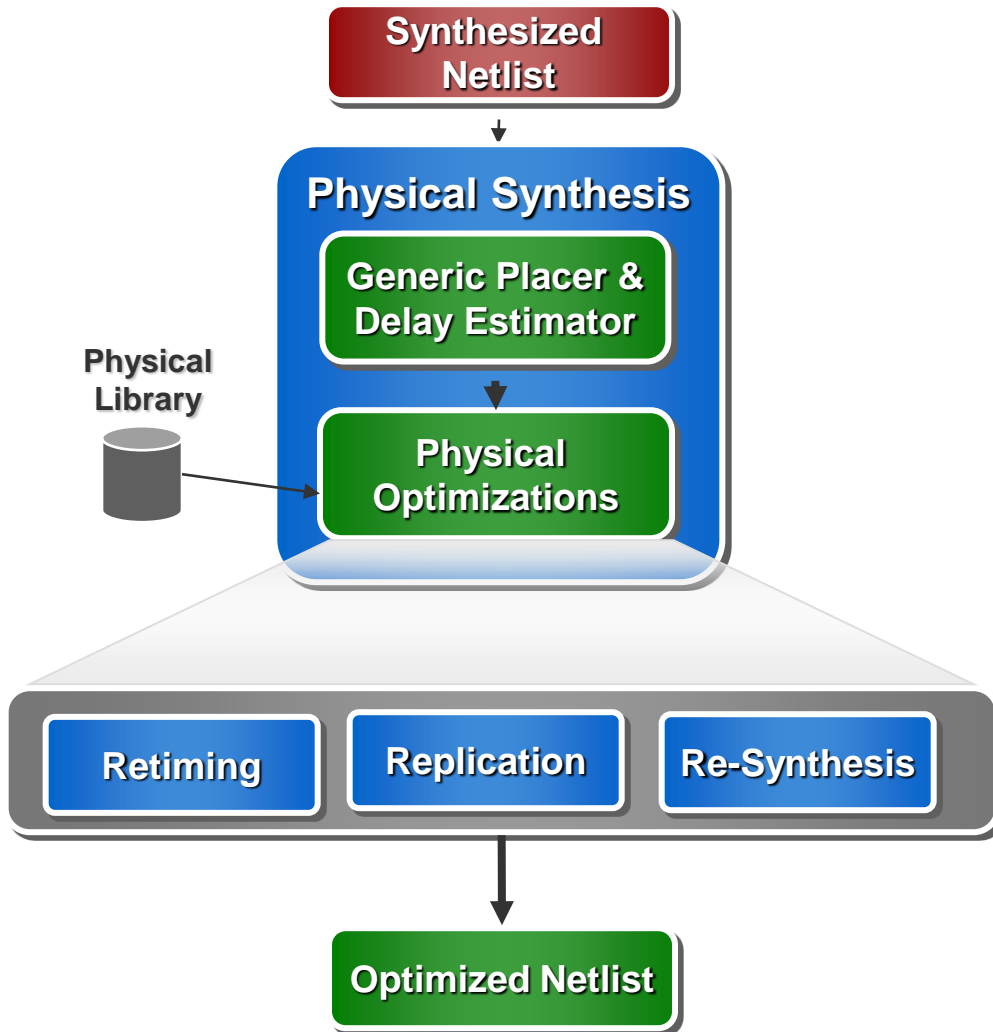 Synthesized
Netlist
Physical Synthesis
Generic Placer &
Delay Estimator
Physical
Library
Physical
Optimizations
Retiming
Replication
Re-Synthesis
Optimized Netlist